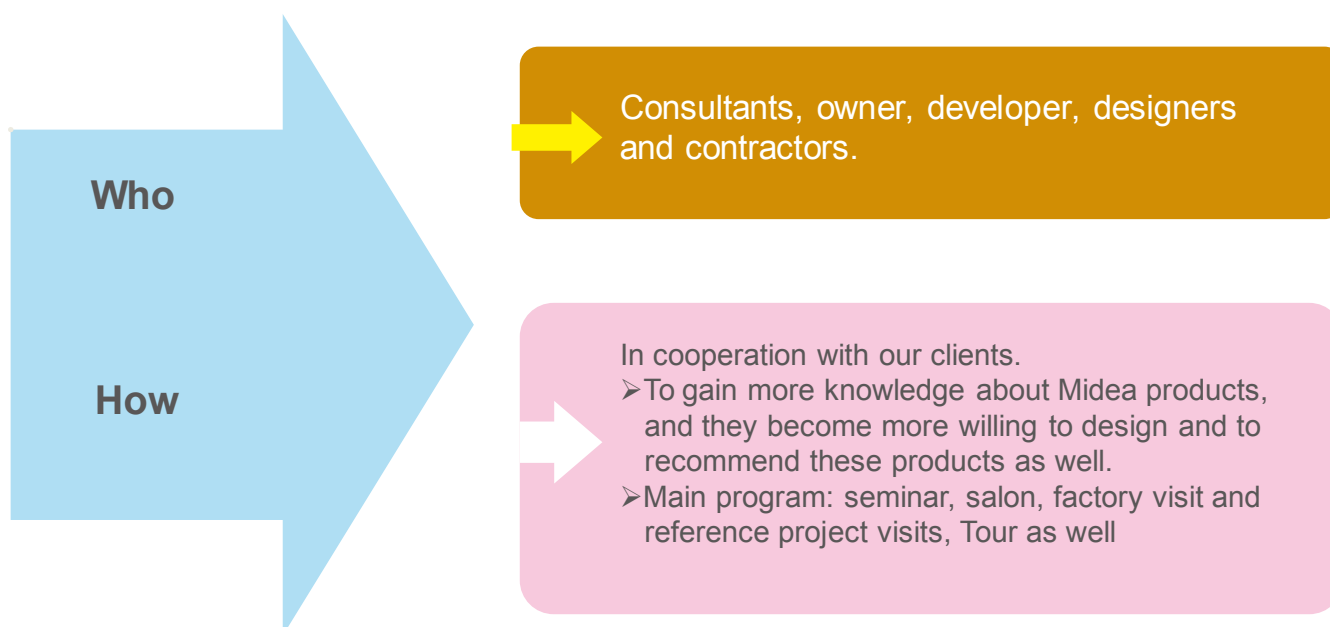 Who
Consultants, owner, developer, designers
and contractors.
How
In cooperation with our clients.
➢To gain more knowledge about Midea products,
and they become more willing to design and to
recommend these products as well.
➢Main program: seminar, salon, factory visit and
reference project visits, Tour as well